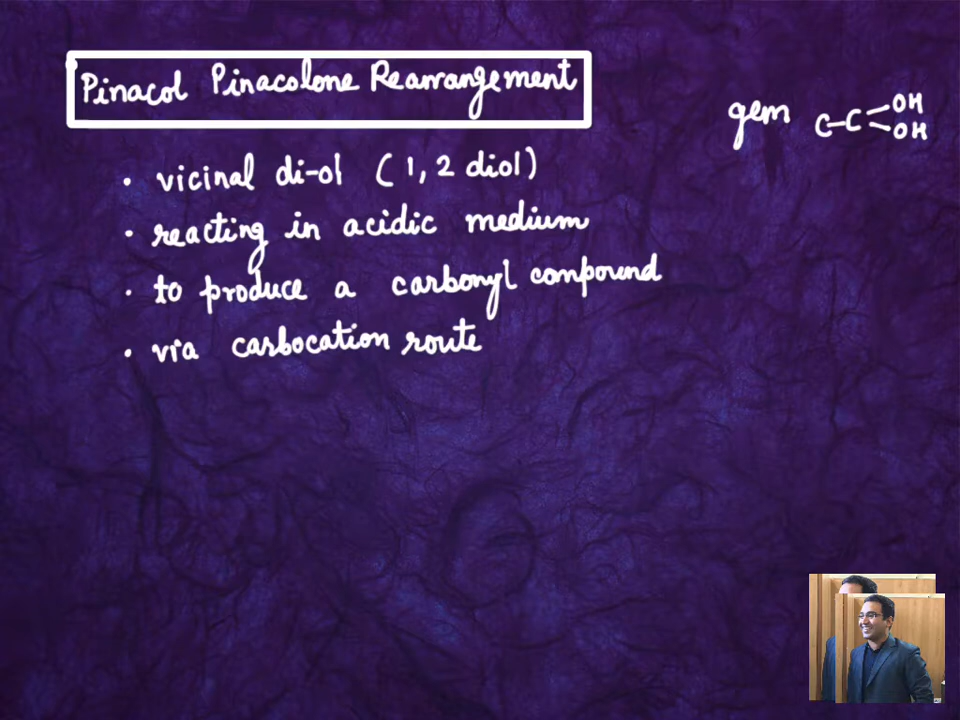 Pinacol Pinacolone Rearrangement
gem C-C OH
OH
• vicinal di-ol (1, 2 diol)
• reacting in acidic medium
• to produce a carbonyl compound
• via carbocation route